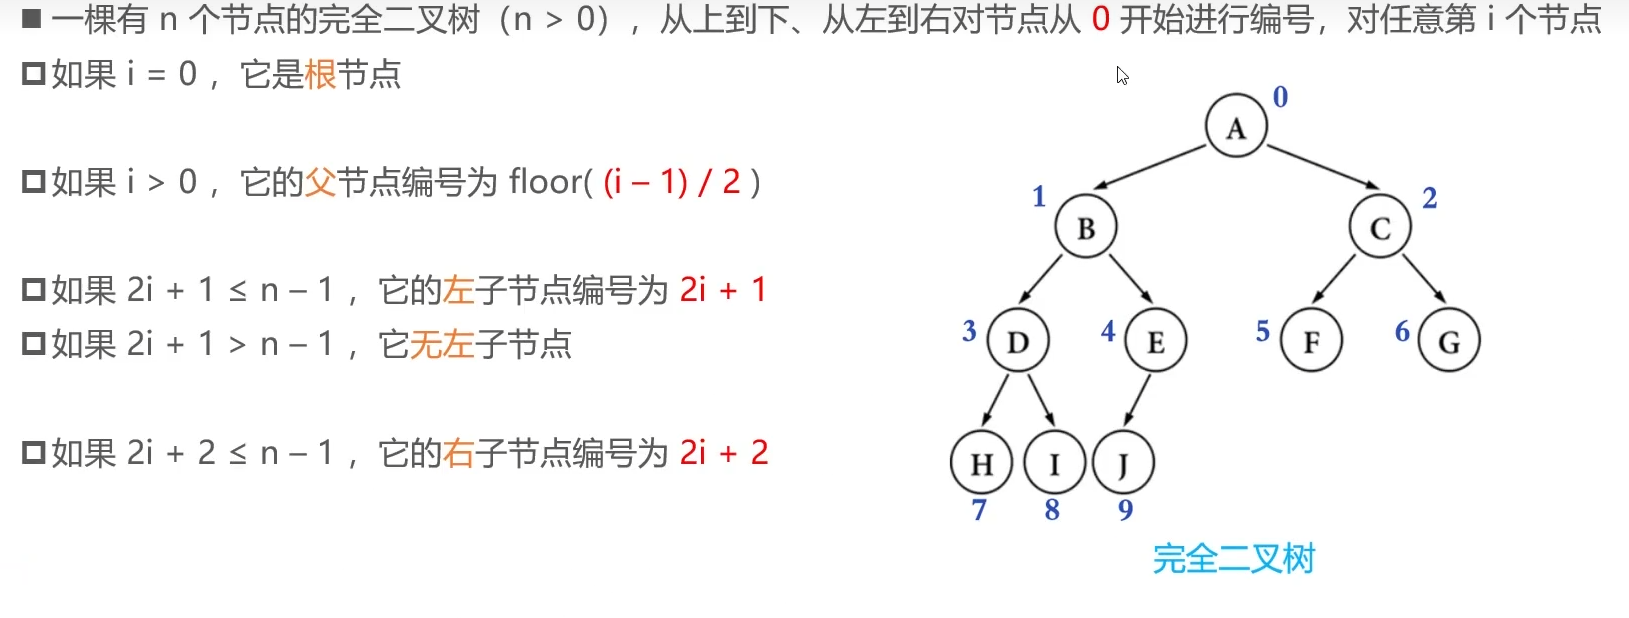 ■ 一棵有 n 个节点的完全二叉树（n > 0），从上到下、从左到右对节点从 0 开始进行编号，对任意第 i 个节点
如果 i = 0，它是根节点
如果 i > 0，它的父节点编号为 floor( (i – 1) / 2 )
如果 2i + 1 ≤ n – 1，它的左子节点编号为 2i + 1
如果 2i + 1 > n – 1，它无左子节点
如果 2i + 2 ≤ n – 1，它的右子节点编号为 2i + 2
A 0
1 B
C 2
3 D
4 E
5 F
6 G
H I J
7 8 9
完全二叉树